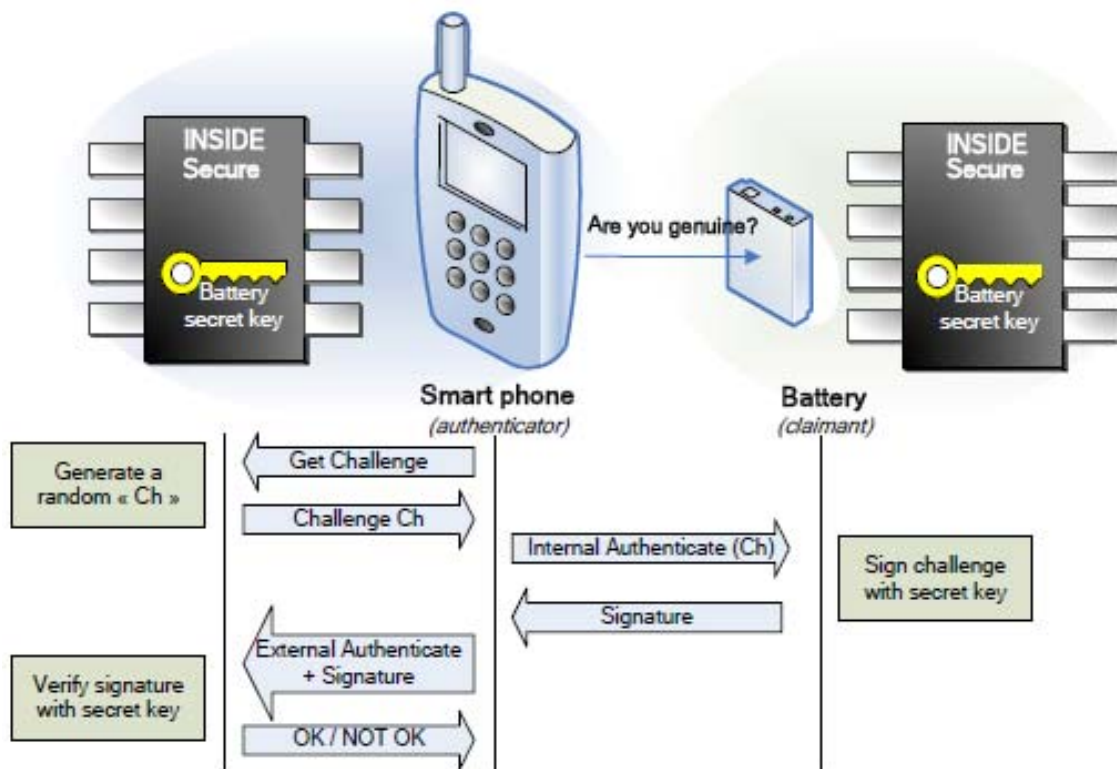 INSIDE
Secure
Battery
secret key
Are you genuine?
INSIDE
Secure
Battery
secret key
Smart phone
(authenticator)
Battery
(claimant)
Generate a
random « Ch »
Get Challenge
Challenge Ch
Internal Authenticate (Ch)
Sign challenge
with secret key
Signature
External Authenticate
+ Signature
Verify signature
with secret key
OK / NOT OK